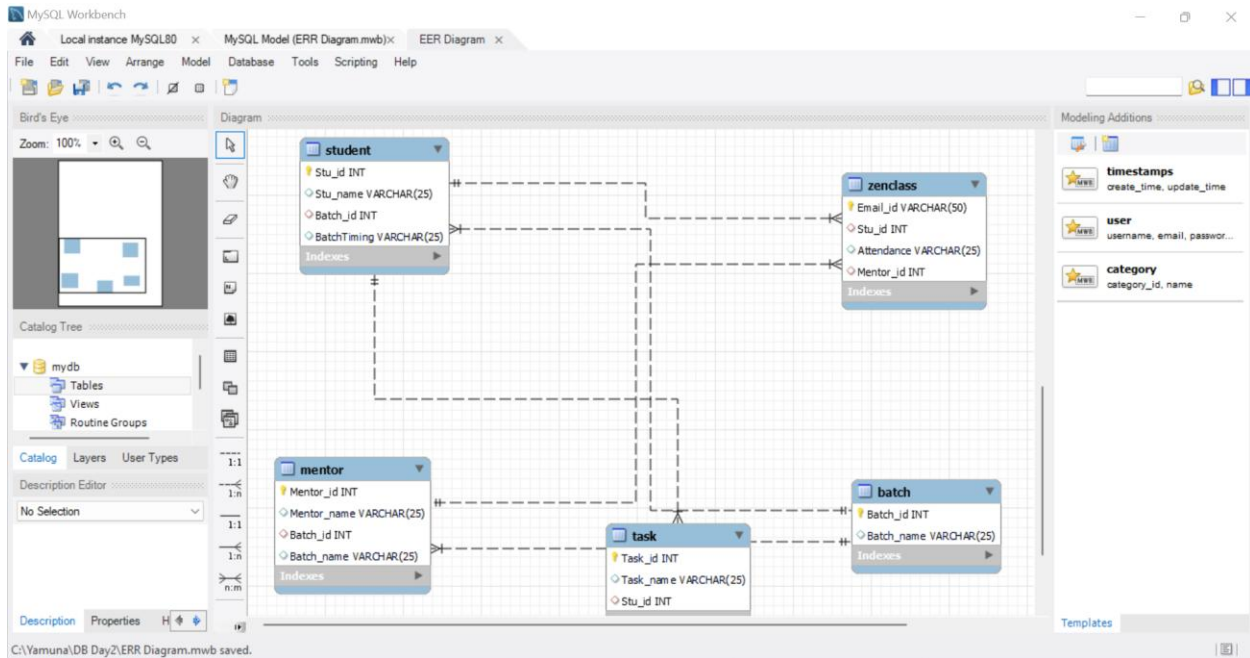 MySQL Workbench
Local instance MySQL80 × MySQL Model (ERR Diagram.mwb)× EER Diagram ×
File Edit View Arrange Model Database Tools Scripting Help
Bird's Eye
Zoom: 100%
Catalog Tree
mydb
Tables
Views
Routine Groups
Catalog Layers User Types
Description Editor
No Selection
Description Properties H
Diagram
1:1
1:n
1:1
1:n
n:m
student
Stu_id INT
Stu_name VARCHAR(25)
Batch_id INT
BatchTiming VARCHAR(25)
Indexes
zenclass
Email_id VARCHAR(50)
Stu_id INT
Attendance VARCHAR(25)
Mentor_id INT
Indexes
mentor
Mentor_id INT
Mentor_name VARCHAR(25)
Batch_id INT
Batch_name VARCHAR(25)
Indexes
task
Task_id INT
Task_name VARCHAR(25)
Stu_id INT
batch
Batch_id INT
Batch_name VARCHAR(25)
Indexes
Modeling Additions
timestamps
create_time, update_time
user
username, email, passwor...
category
category_id, name
Templates
C:\Yamuna\DB Day2\ERR Diagram.mwb saved.